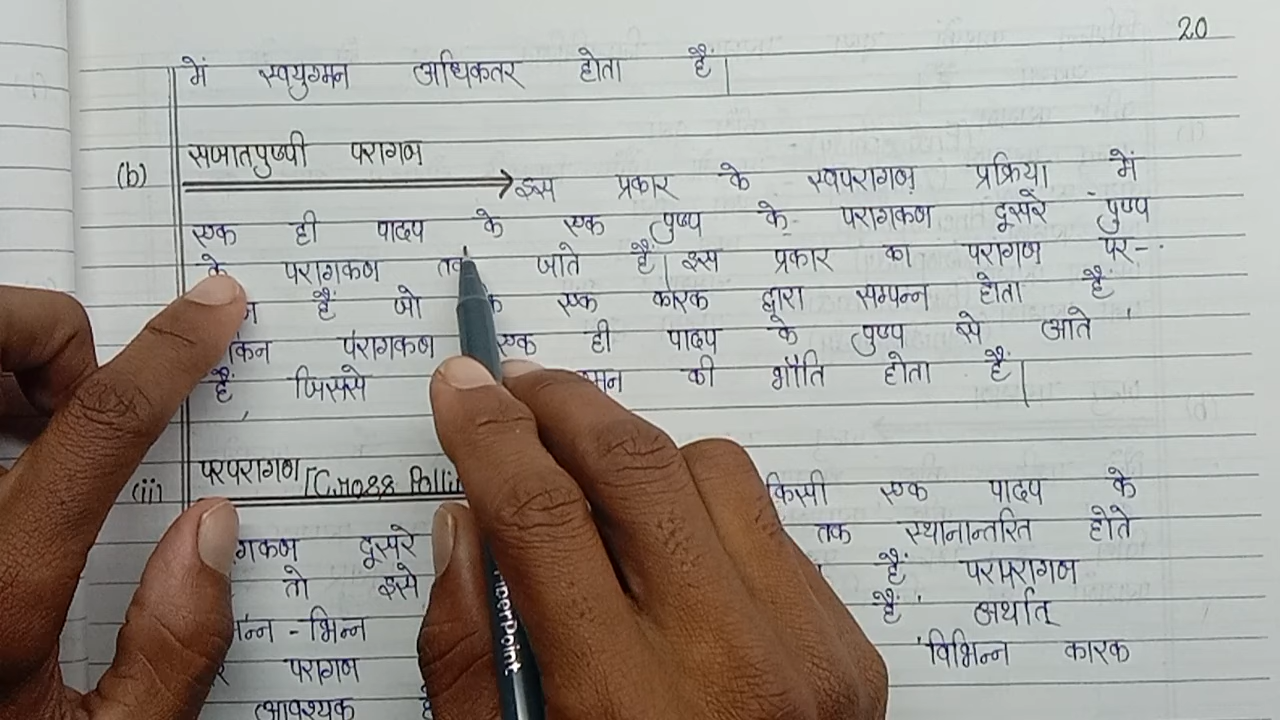 20
में स्वयुग्मन अधिकतर होता हैं|
(b) सजातपुष्पी परागण
इस प्रकार के स्वपरागण प्रक्रिया में
एक ही पादप के एक पुष्प के परागकण दूसरे पुष्प
के परागकण तक जाते है| इस प्रकार का परागण पर-
हैं जो एक कारक द्वारा सम्पन्न होता हैं
परागकण एक ही पादप के पुष्प से आते
हैं जिससे की भाँति होता हैं|
(ii) परपरागण [Cross
किसी एक पादप के
दूसरे तक स्थानान्तरित होते
तो इसे हैं परपरागण
- भिन्न हैं अर्थात्
परागण विभिन्न कारक
आवश्यक
FiberPoint